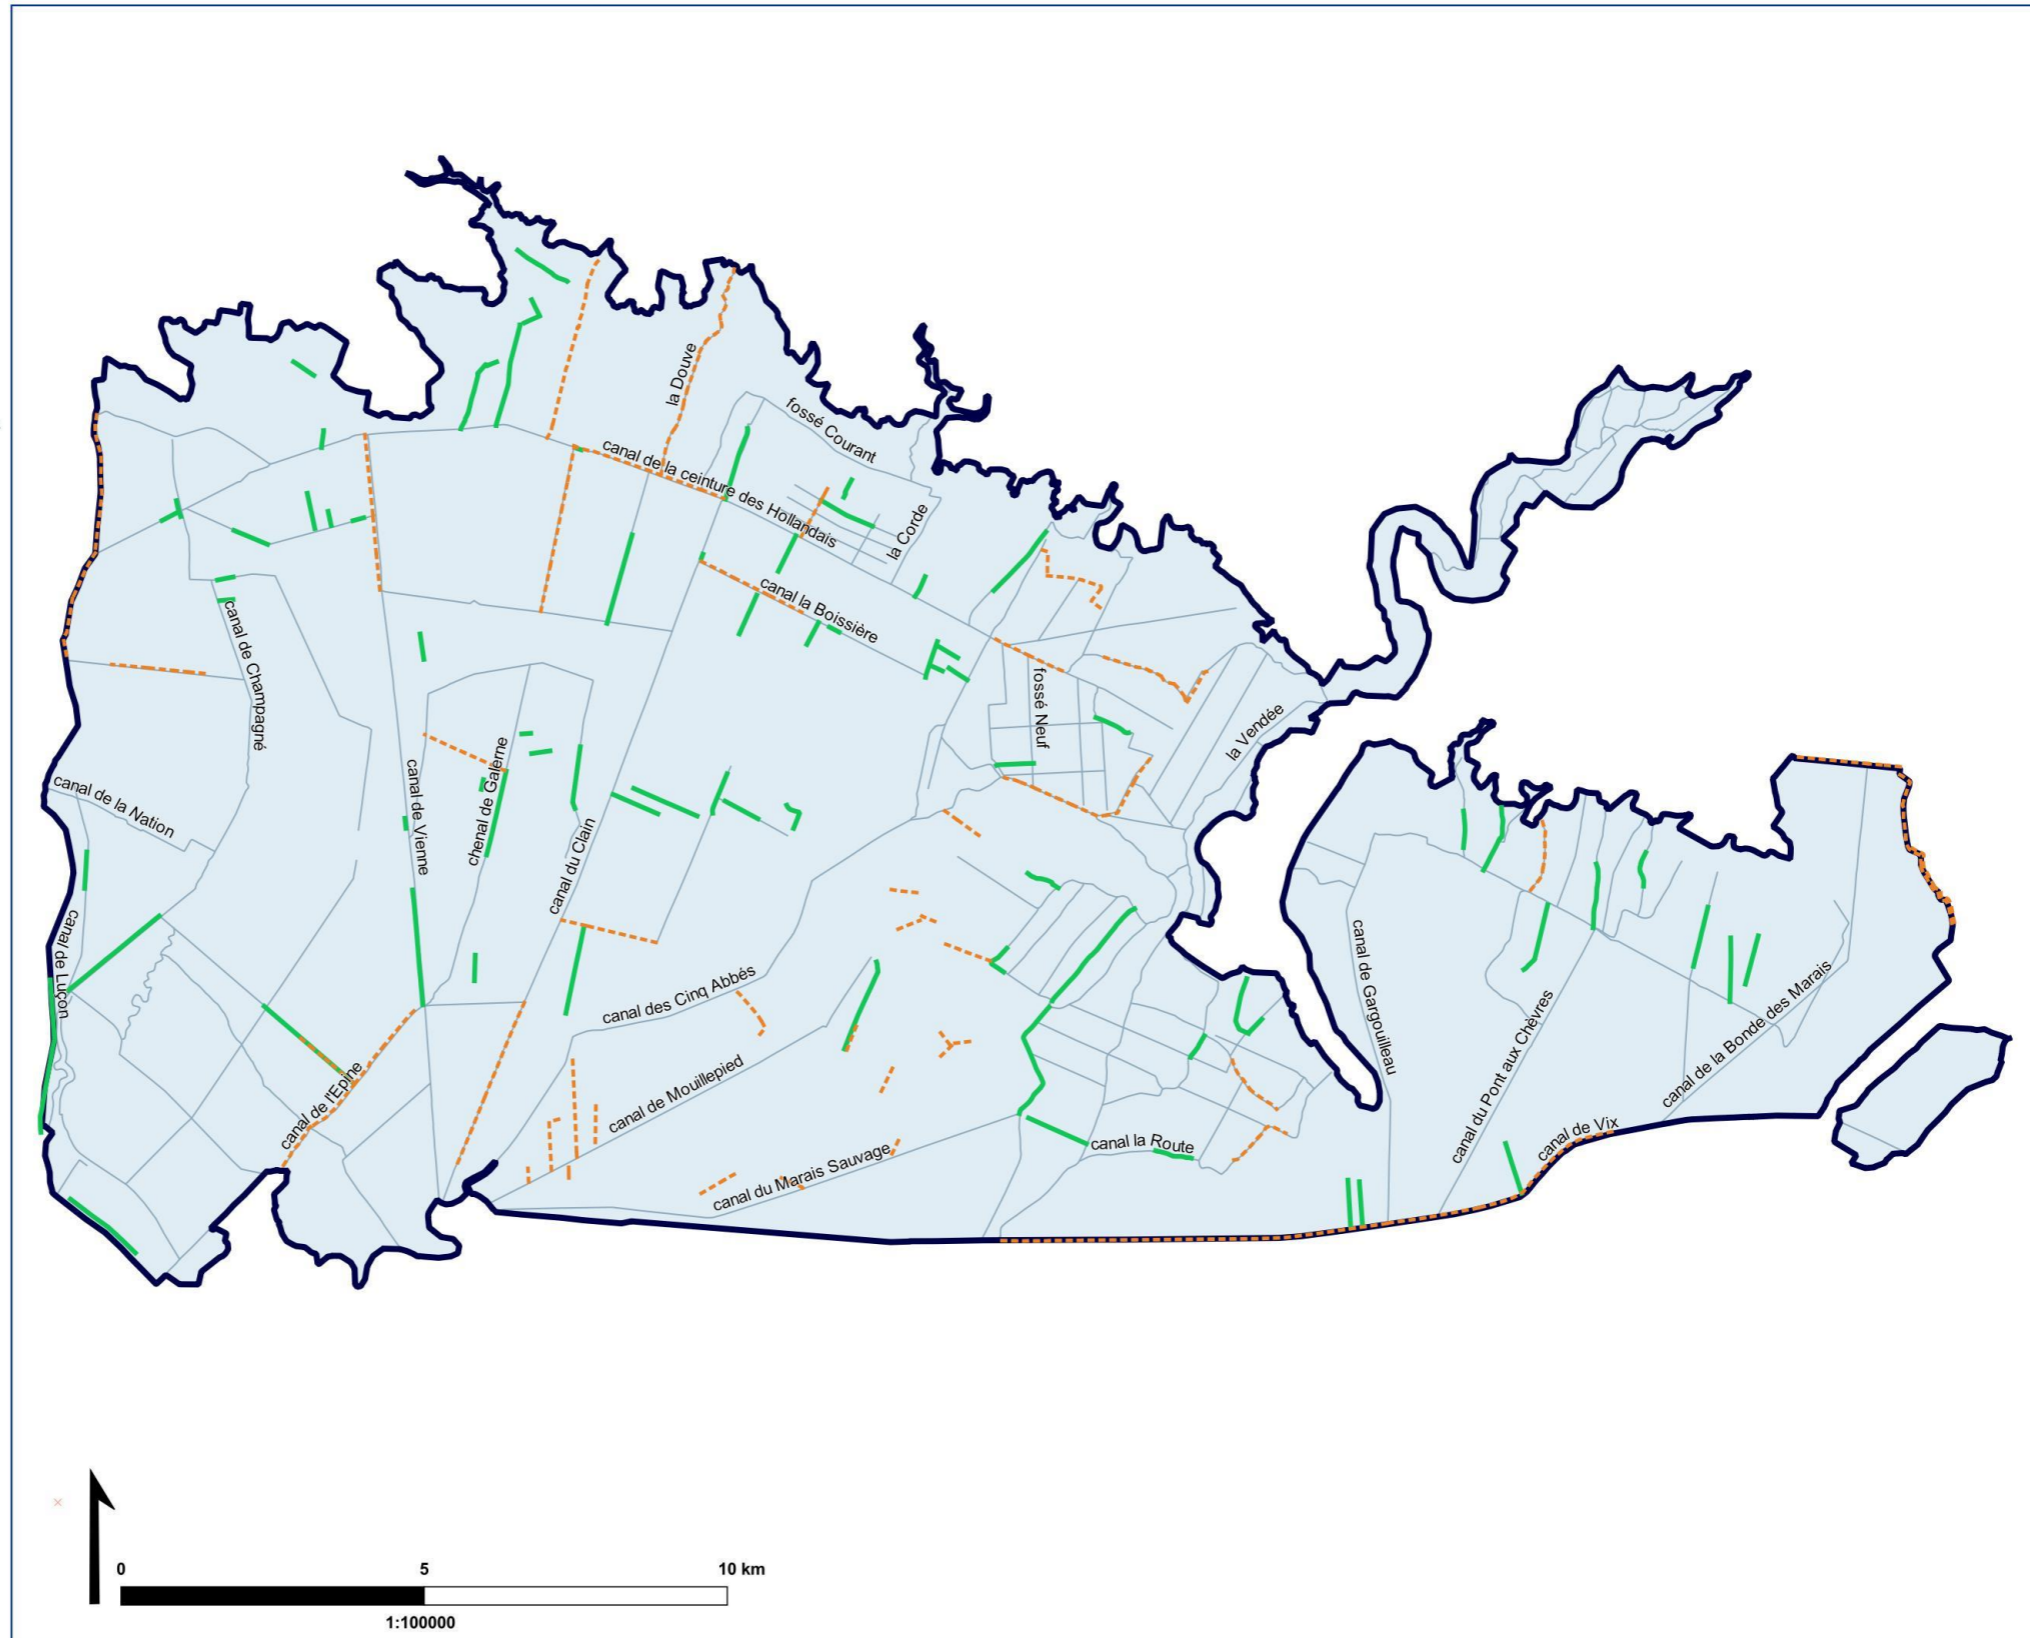 la Douve
fossé Courant
canal de la ceinture des Hollandais
la Corde
canal la Boissière
canal de Champagné
fossé Neuf
la Vendée
canal de la Nation
canal de Vienne
chenal de Galerne
canal du Clain
canal de Luçon
canal des Cinq Abbés
canal de Gargouilleau
canal du Pont aux Chèvres
canal de la Bonde des Marais
canal de l'Epine
canal de Mouillepied
canal du Marais Sauvage
canal la Route
canal de Vix
0 5 10 km
1:100000